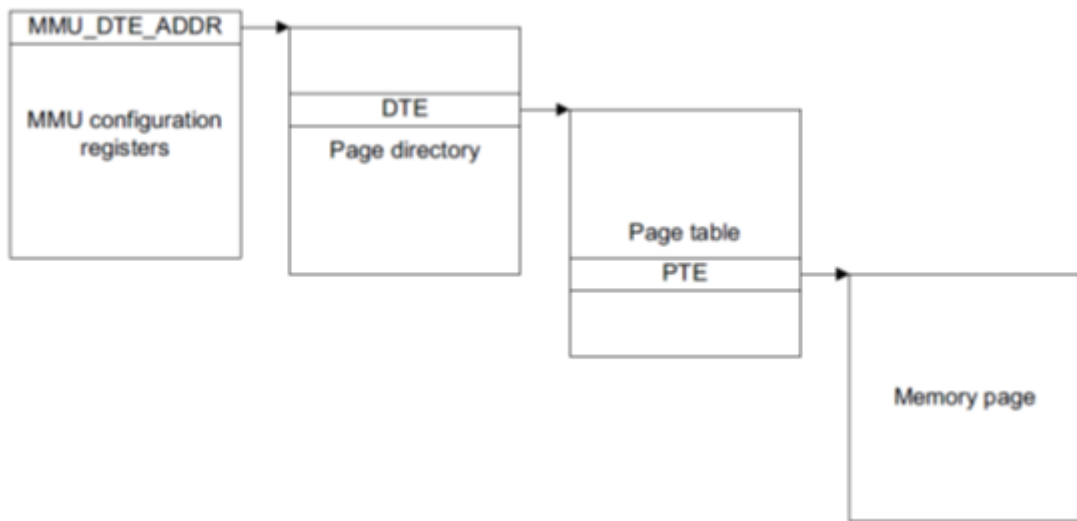 MMU_DTE_ADDR
MMU configuration
registers
DTE
Page directory
Page table
PTE
Memory page